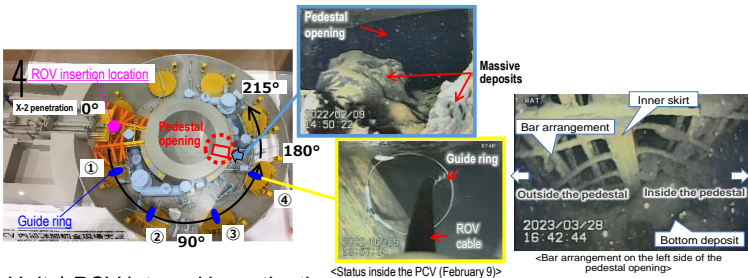 ROV insertion location
X-2 penetration
0°
215°
Pedestal
opening
180°
①
Guide ring
②
90°
③
④
Pedestal
opening
Massive
deposits
2022/02/09
14:50:22
Guide ring
ROV
cable
<Status inside the PCV (February 9)>
Inner skirt
Bar arrangement
Outside the pedestal
Inside the pedestal
2023/03/28
16:42:44
Bottom deposit
<Bar arrangement on the left side of the
pedestal opening>